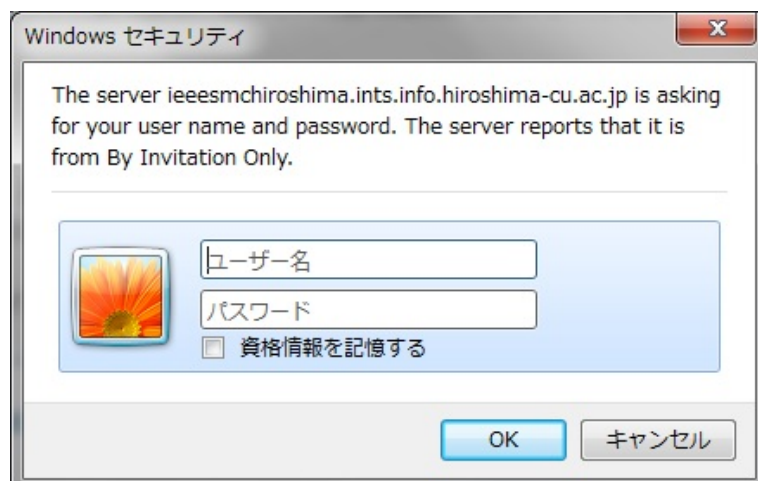 Windows セキュリティ
The server ieeesmchiroshima.ints.info.hiroshima-cu.ac.jp is asking
for your user name and password. The server reports that it is
from By Invitation Only.
ユーザー名
パスワード
資格情報を記憶する
OK
キャンセル